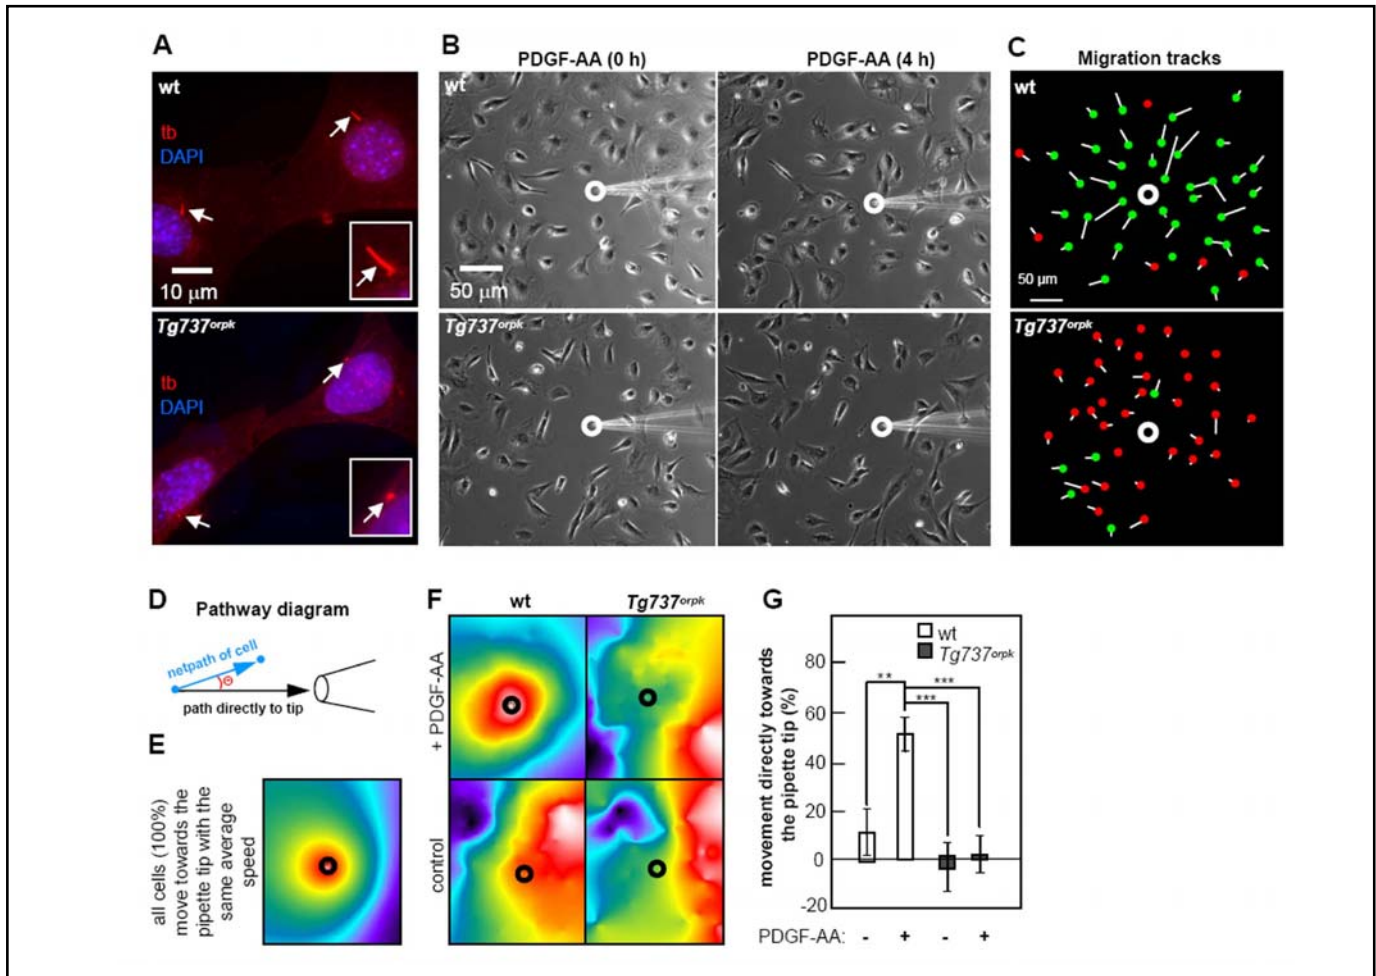 A
wt
tb
DAPI
10 μm
Tg737orpk
tb
DAPI
B
PDGF-AA (0 h)
PDGF-AA (4 h)
wt
50 μm
Tg737orpk
C
Migration tracks
wt
50 μm
Tg737orpk
D
Pathway diagram
netpath of cell
Θ
path directly to tip
E
all cells (100%)
move towards the
pipette tip with the
same average
speed
F
wt
Tg737orpk
+ PDGF-AA
control
G
wt
Tg737orpk
movement directly towards
the pipette tip (%)
80
60
40
20
0
-20
**
***
***
PDGF-AA: - + - +